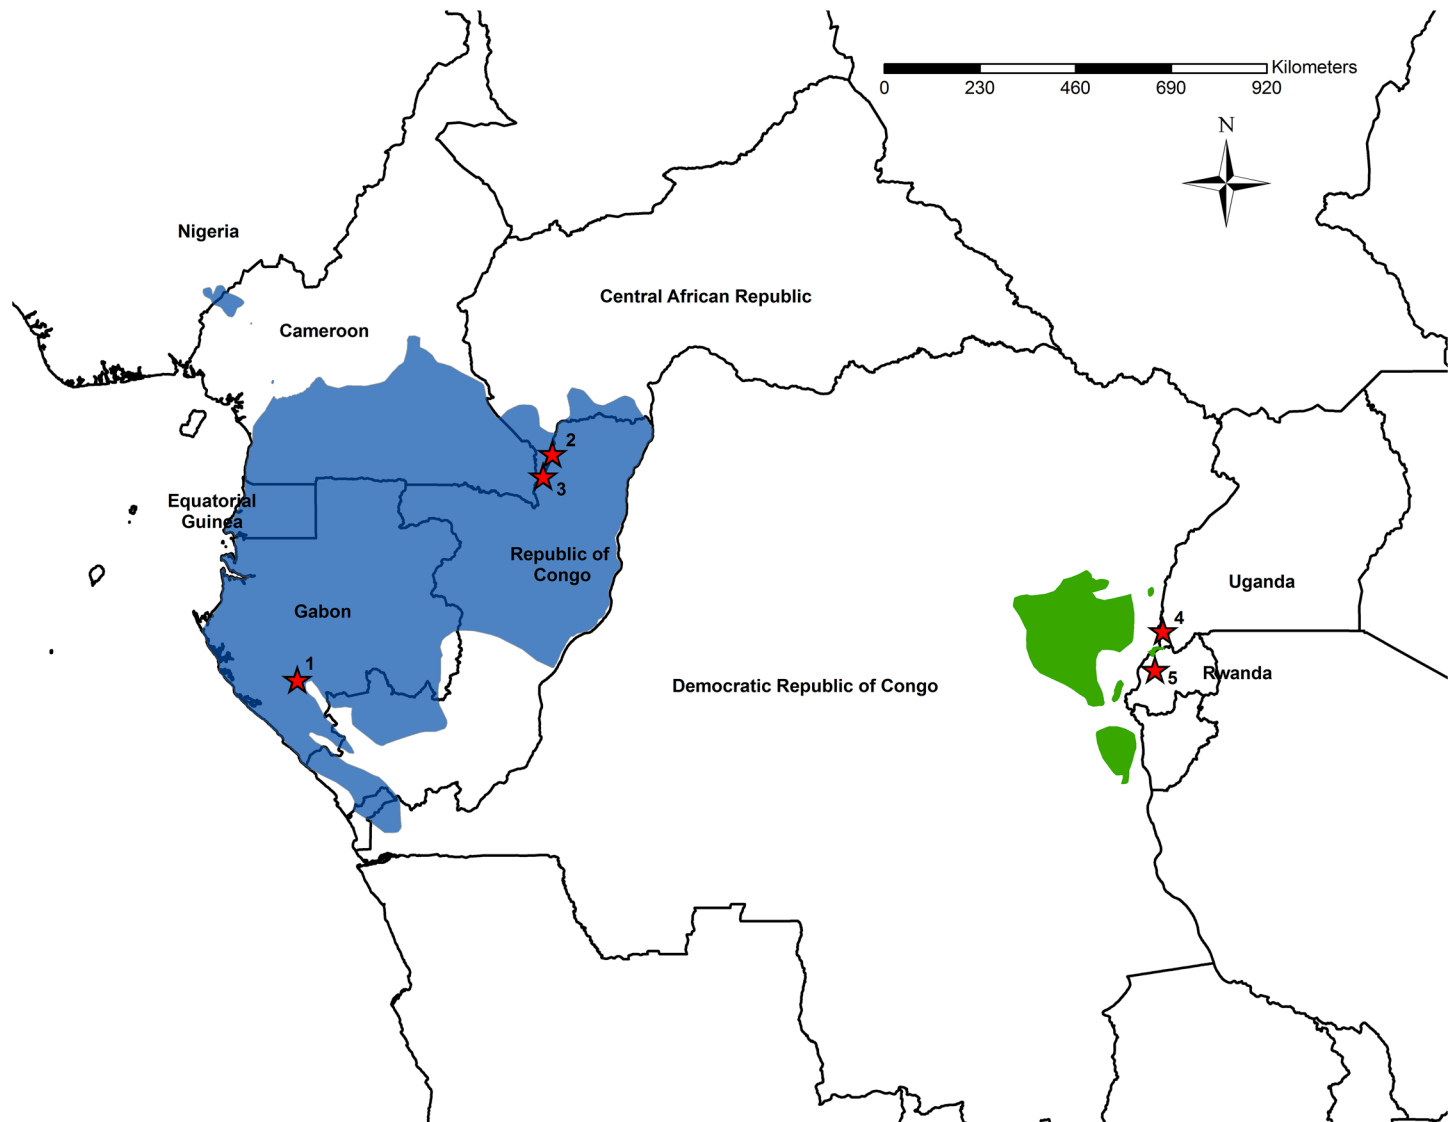 Kilometers
0 230 460 690 920
N
Nigeria
Central African Republic
Cameroon
2
3
Equatorial
Guinea
Republic of
Congo
Uganda
Gabon
4
1
5
Rwanda
Democratic Republic of Congo